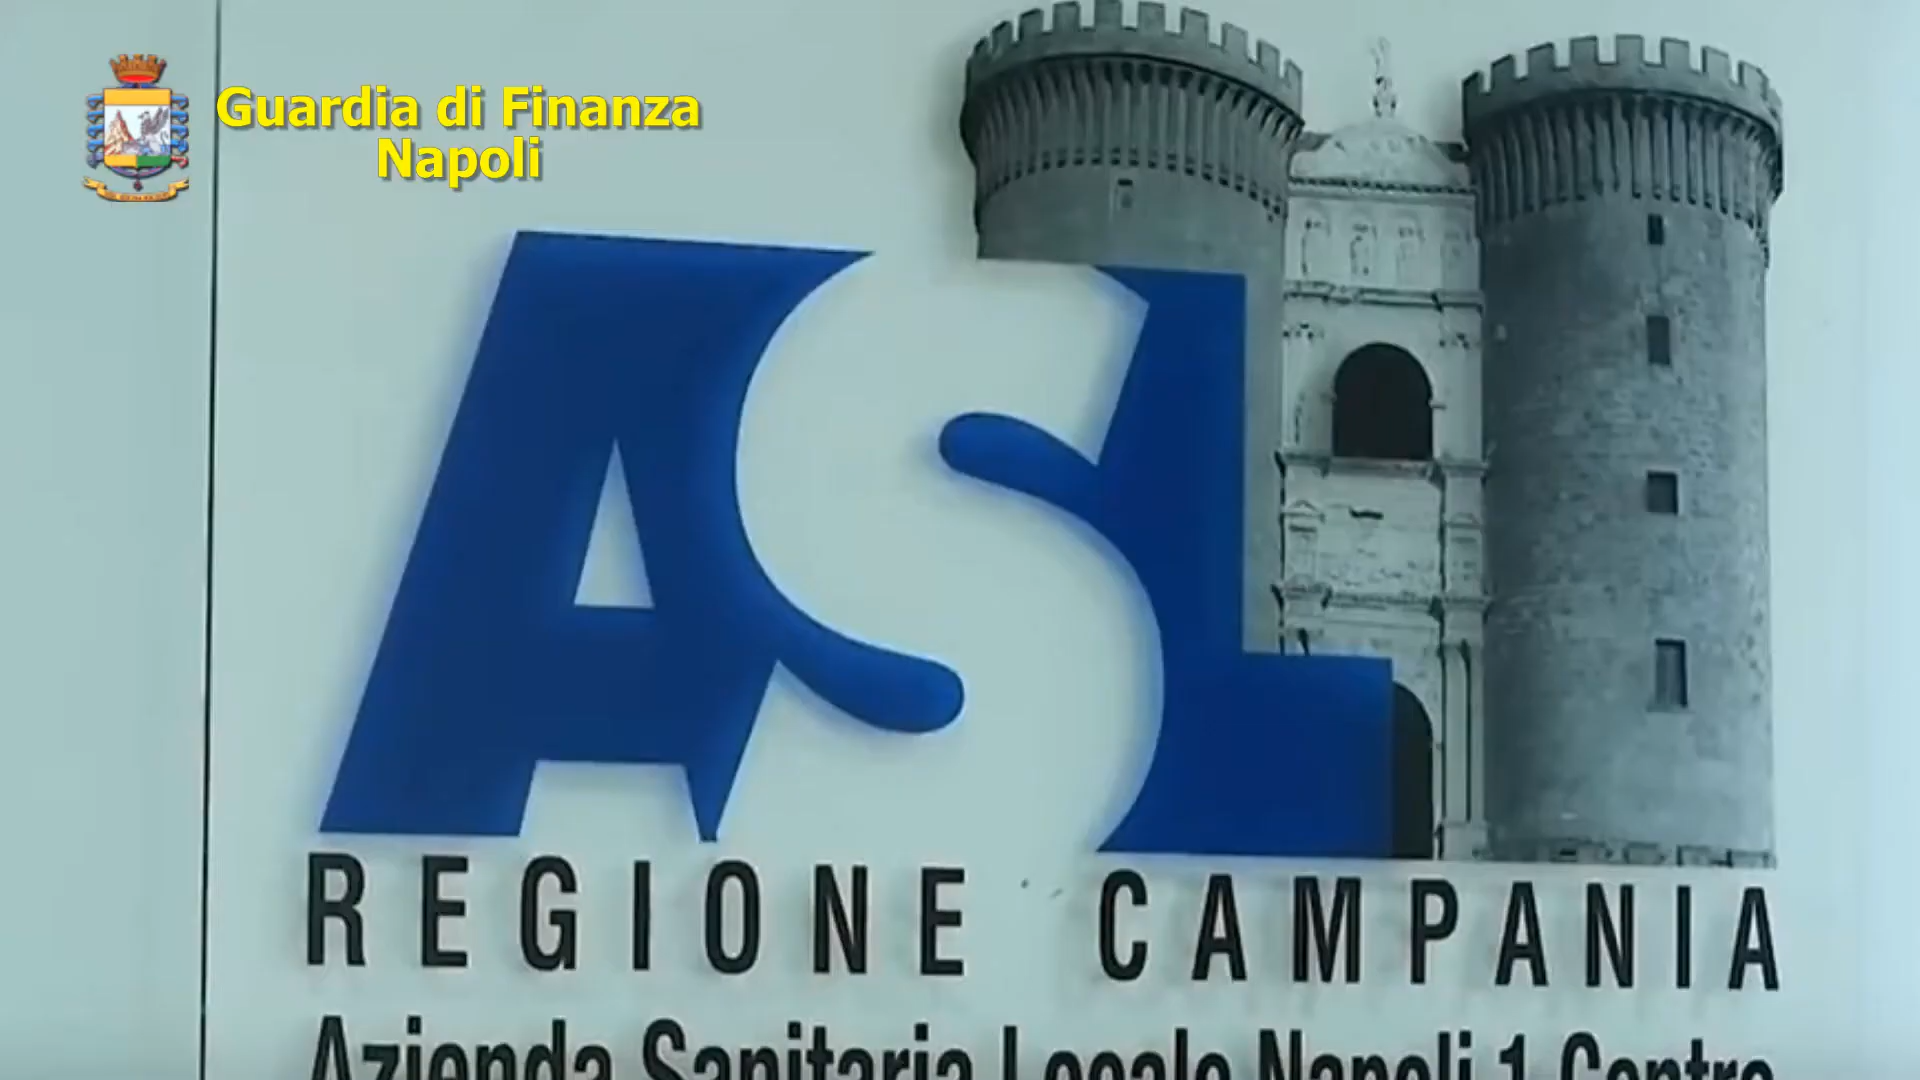 Guardia di Finanza
Napoli
ASL
REGIONE CAMPANIA
Azienda Sanitaria Locale Napoli 1 Centro